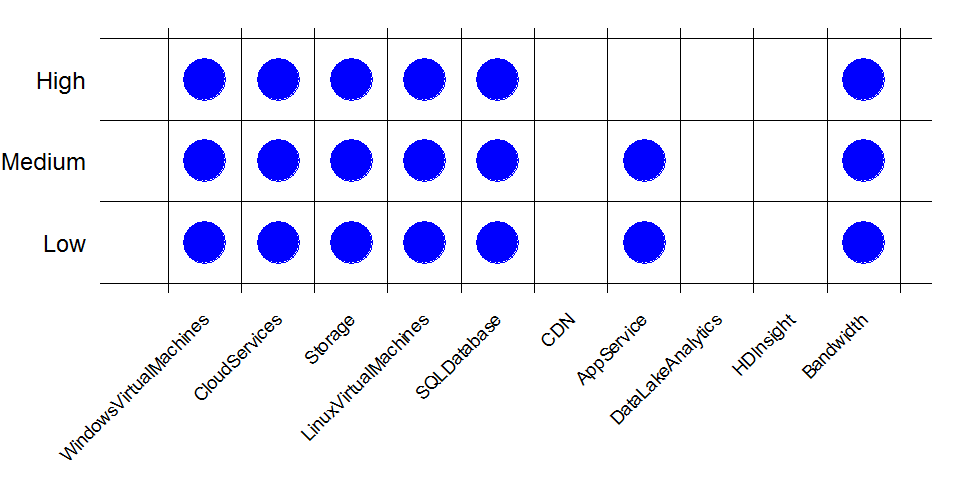 High
Medium
Low
WindowsVirtualMachines
CloudServices
Storage
LinuxVirtualMachines
SQLDatabase
CDN
AppService
DataLakeAnalytics
HDInsight
Bandwidth